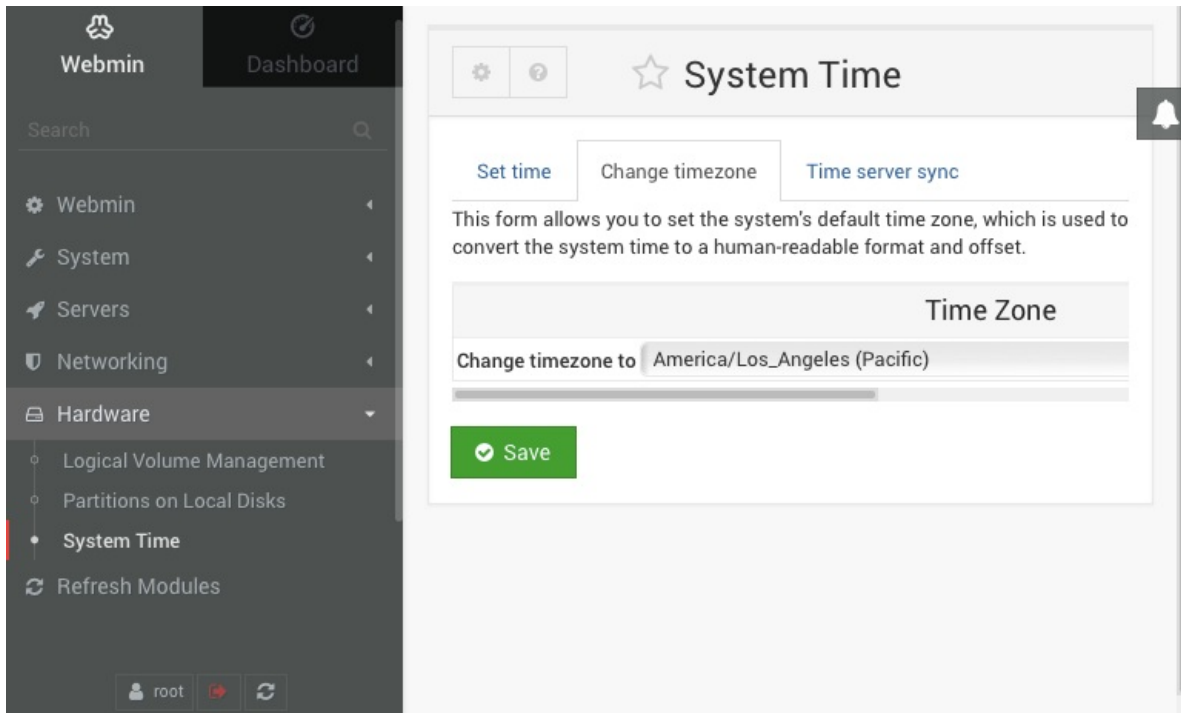 Webmin
Dashboard
Search
Webmin
System
Servers
Networking
Hardware
Logical Volume Management
Partitions on Local Disks
System Time
Refresh Modules
root
System Time
Set time
Change timezone
Time server sync
This form allows you to set the system's default time zone, which is used to
convert the system time to a human-readable format and offset.
Time Zone
Change timezone to America/Los_Angeles (Pacific)
Save